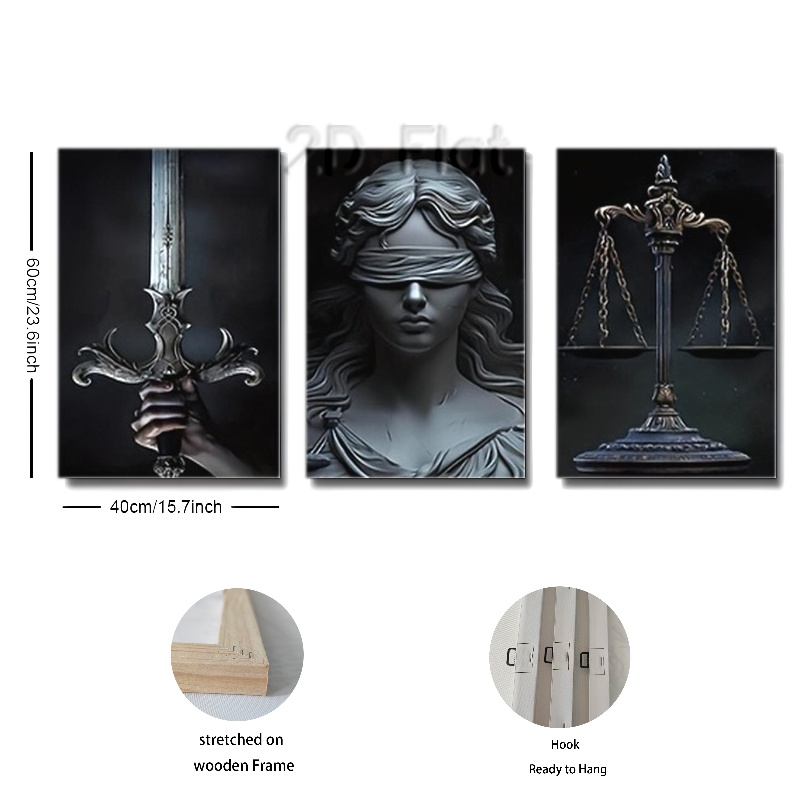 2D Flat
60cm/23.6inch
40cm/15.7inch
stretched on
wooden Frame
Hook
Ready to Hang